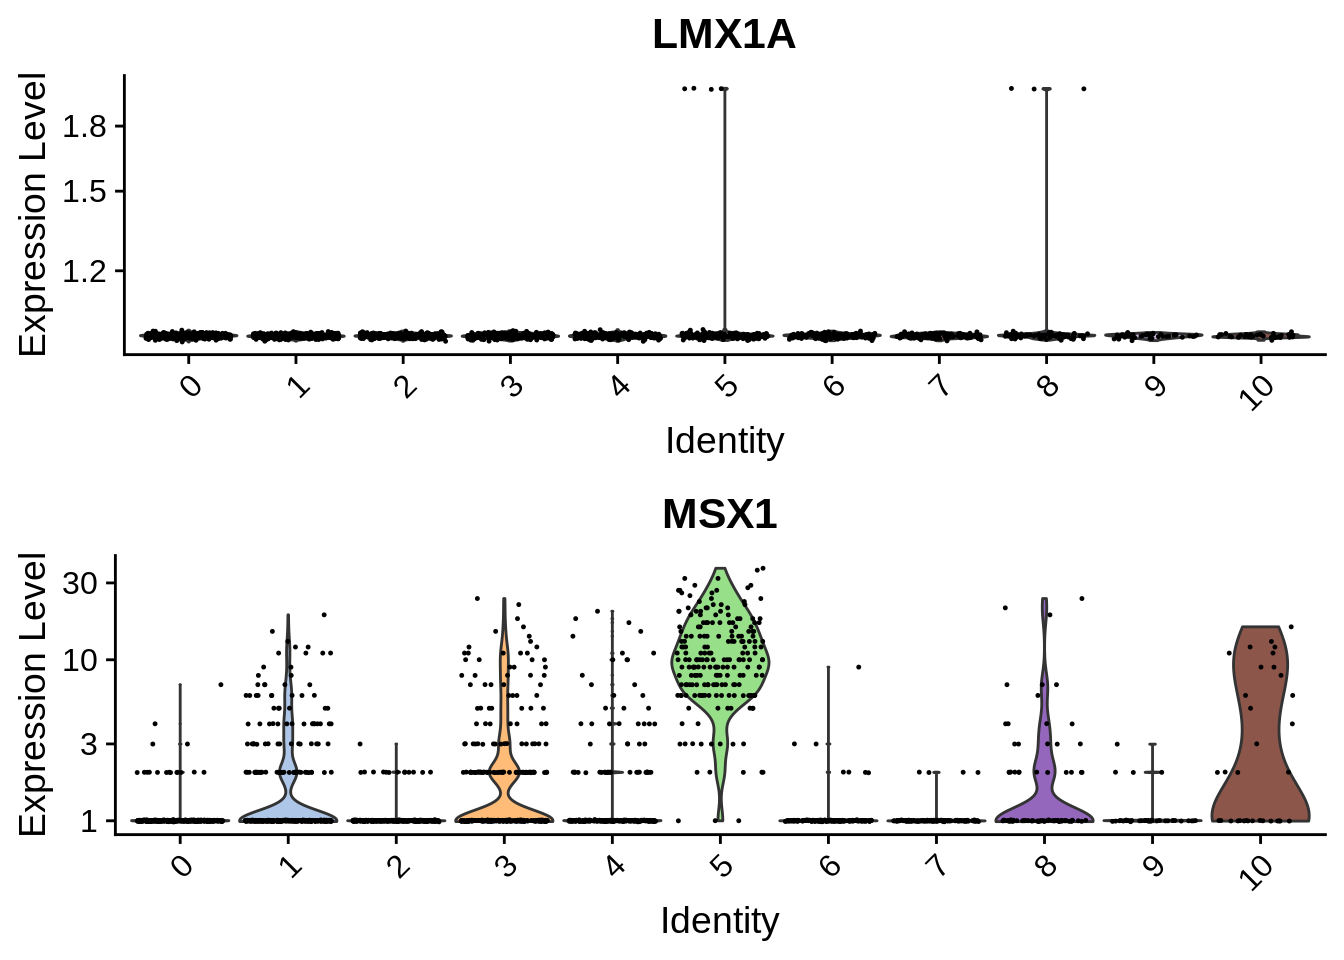 LMX1A
Expression Level
1.8
1.5
1.2
0 1 2 3 4 5 6 7 8 9 10
Identity
MSX1
Expression Level
30
10
3
1
0 1 2 3 4 5 6 7 8 9 10
Identity